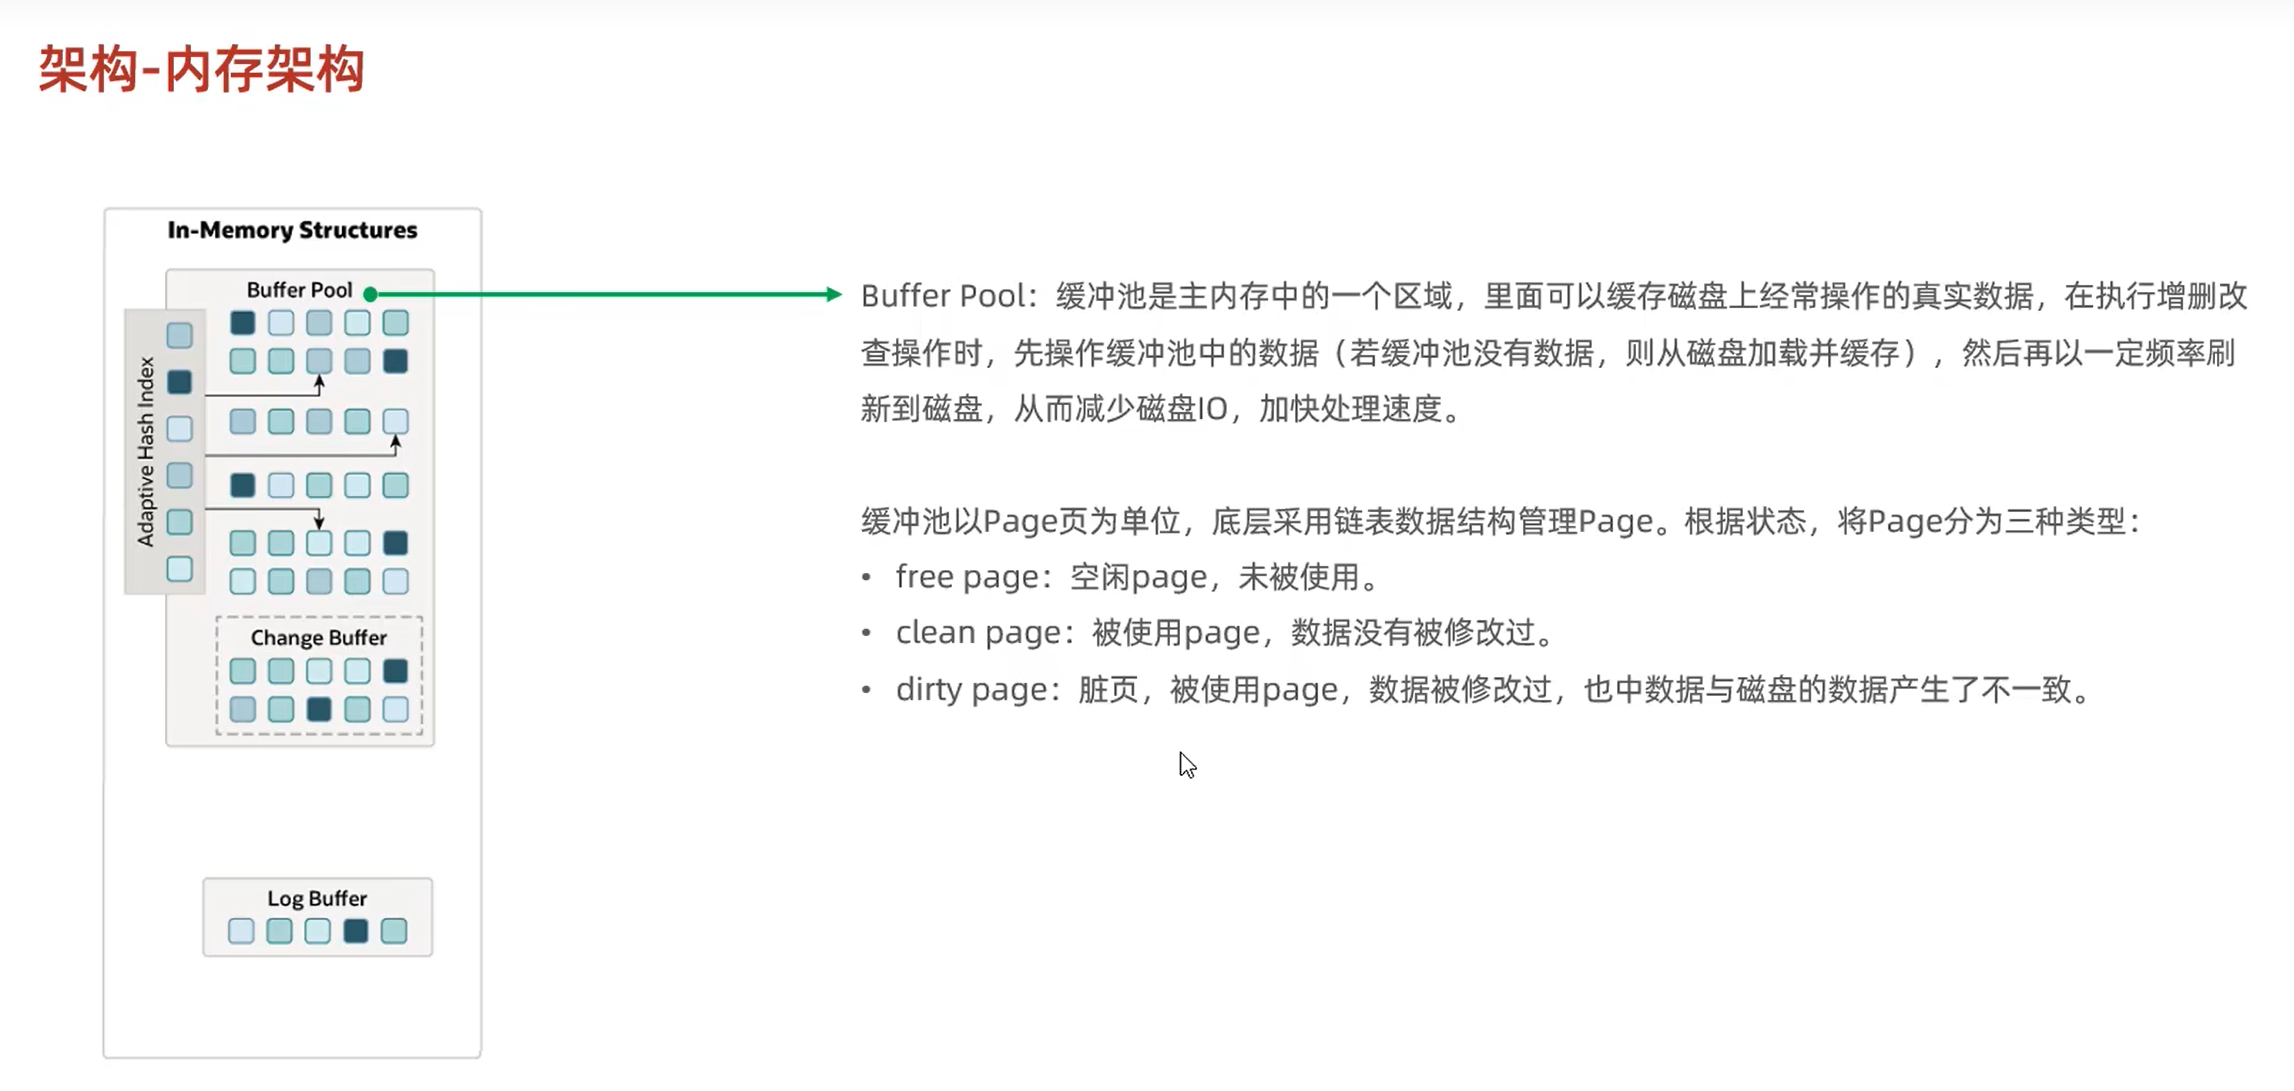 架构-内存架构
In-Memory Structures
Buffer Pool
Adaptive Hash Index
Change Buffer
Log Buffer
Buffer Pool：缓冲池是主内存中的一个区域，里面可以缓存磁盘上经常操作的真实数据，在执行增删改
查操作时，先操作缓冲池中的数据（若缓冲池没有数据，则从磁盘加载并缓存），然后再以一定频率刷
新到磁盘，从而减少磁盘IO，加快处理速度。
缓冲池以Page页为单位，底层采用链表数据结构管理Page。根据状态，将Page分为三种类型：
• free page：空闲page，未被使用。
• clean page：被使用page，数据没有被修改过。
• dirty page：脏页，被使用page，数据被修改过，也中数据与磁盘的数据产生了不一致。